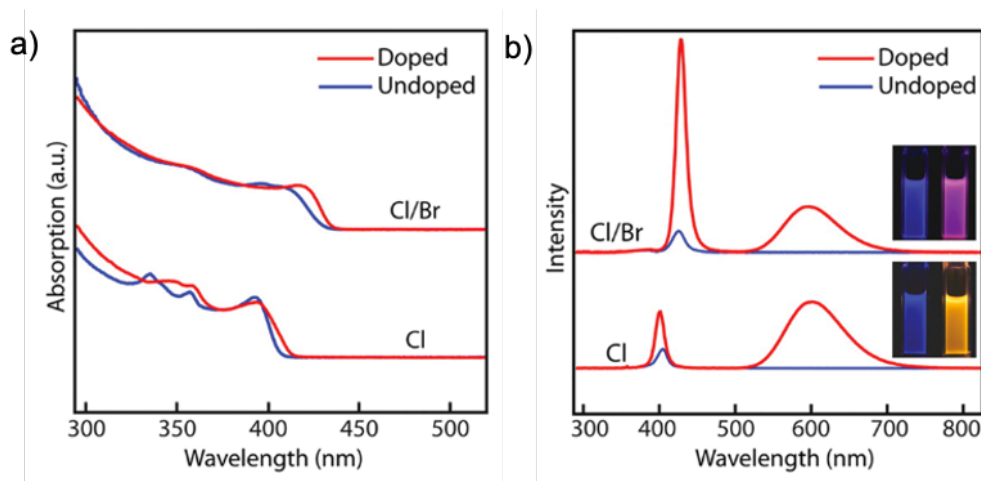 a)
Doped
Undoped
Cl/Br
Cl
Absorption (a.u.)
300 350 400 450 500
Wavelength (nm)
b)
Doped
Undoped
Cl/Br
Cl
Intensity
300 400 500 600 700 800
Wavelength (nm)